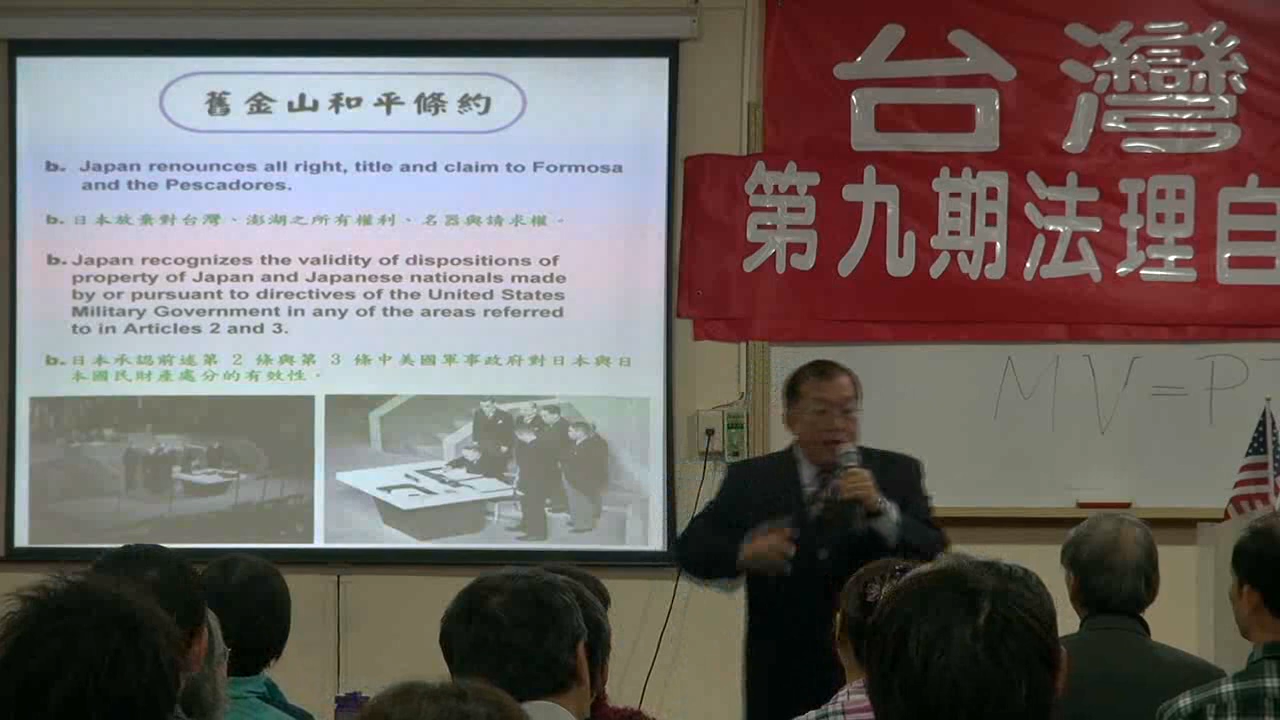 舊金山和平條約
b. Japan renounces all right, title and claim to Formosa
and the Pescadores.
b. 日本放棄對台灣、澎湖之所有權利、名器與請求權。
b. Japan recognizes the validity of dispositions of
property of Japan and Japanese nationals made
by or pursuant to directives of the United States
Military Government in any of the areas referred
to in Articles 2 and 3.
b. 日本承認前述第 2 條與第 3 條中美國軍事政府對日本與日
本國民財產處分的有效性。
台灣
第九期法理自
MV=PT